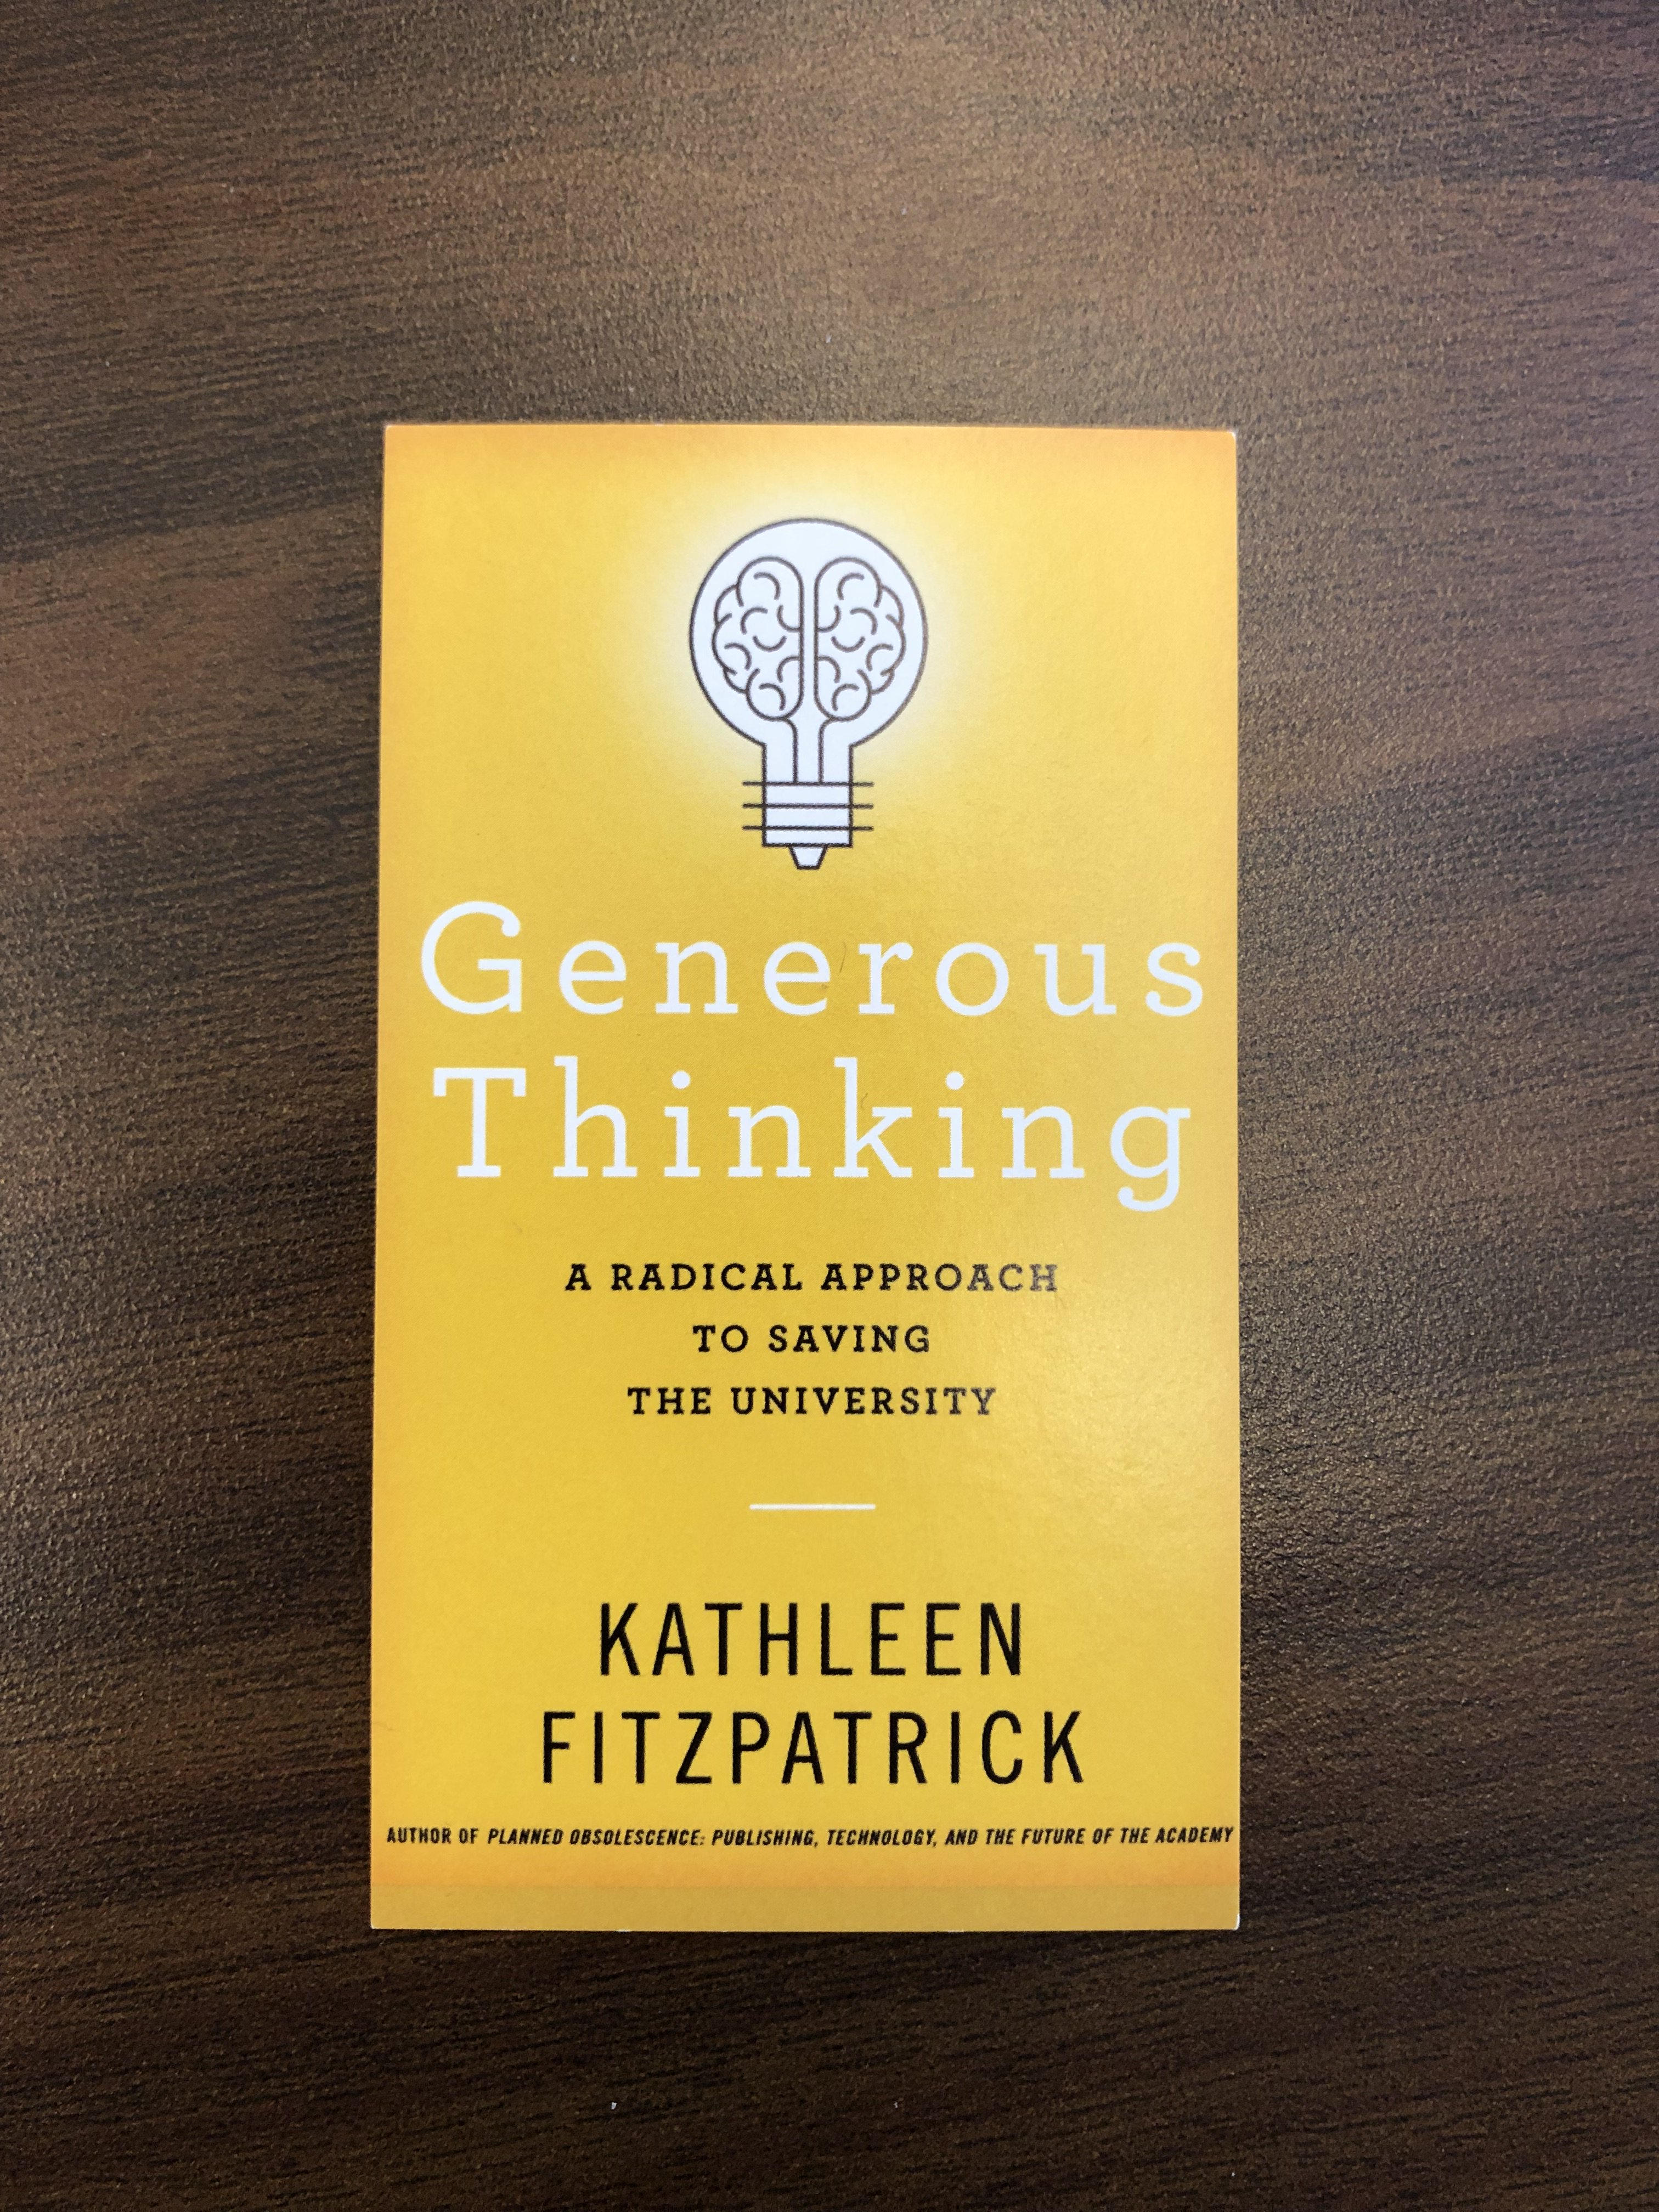 Generous
Thinking
A RADICAL APPROACH
TO SAVING
THE UNIVERSITY
KATHLEEN
FITZPATRICK
AUTHOR OF PLANNED OBSOLESCENCE: PUBLISHING, TECHNOLOGY, AND THE FUTURE OF THE ACADEMY